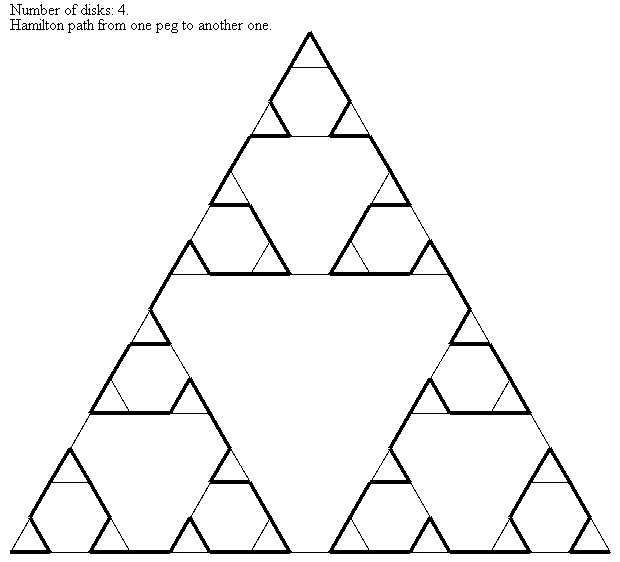 Number of disks: 4.
Hamilton path from one peg to another one.